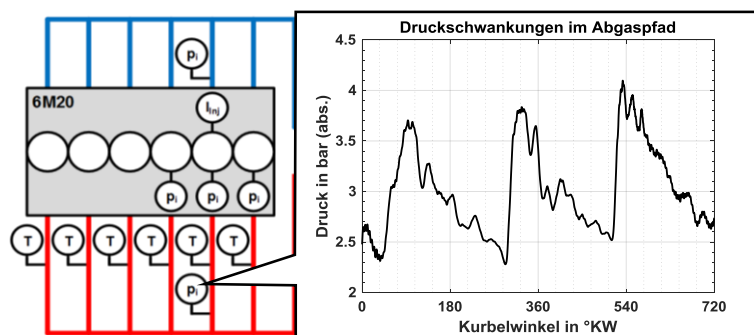 Druckschwankungen im Abgaspfad
pi
6M20
IInj
pi pi pi
T T T T T T
pi
Druck in bar (abs.)
4.5
4
3.5
3
2.5
2
0 180 360 540 720
Kurbelwinkel in °KW